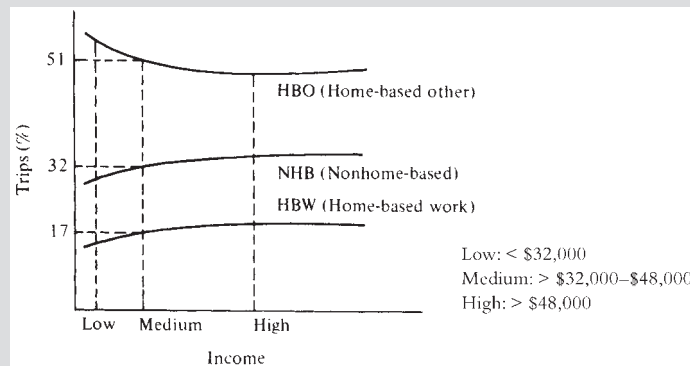 51
HBO (Home-based other)
Trips (%)
32
NHB (Nonhome-based)
HBW (Home-based work)
17
Low: < $32,000
Medium: > $32,000–$48,000
High: > $48,000
Low Medium High
Income